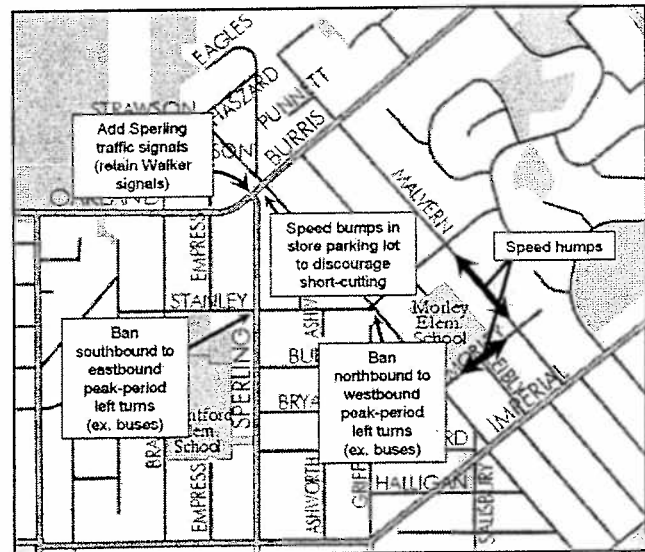 EAGLES
HASZARD
PUNNETT
STRAWSON
BURRIS
Add Sperling
traffic signals
(retain Walker
signals)
OAKLAND
MALVERN
EMPRESS
Speed bumps in
store parking lot
to discourage
short-cutting
Speed humps
STANLEY
Morley
Elem.
School
Ban
southbound to
eastbound
peak-period
left turns
(ex. buses)
SPERLING
Ban
northbound to
westbound
peak-period
left turns
(ex. buses)
MORLEY
IMPERIAL
Elem
School
EMPRESS
ASHWORTH
HALLIGAN
SALISBURY